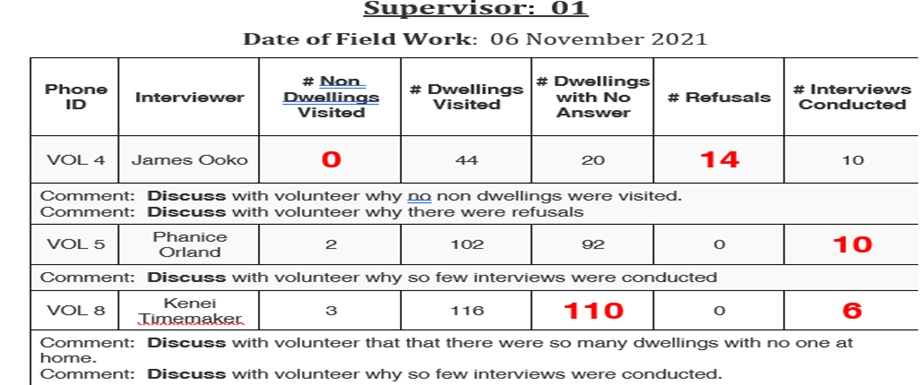 Supervisor: 01
Date of Field Work: 06 November 2021
Phone ID Interviewer # Non Dwellings Visited # Dwellings Visited # Dwellings with No Answer # Refusals # Interviews Conducted
VOL 4 James Ooko 0 44 20 14 10
Comment: Discuss with volunteer why no non dwellings were visited.
Comment: Discuss with volunteer why there were refusals
VOL 5 Phanice Orland 2 102 92 0 10
Comment: Discuss with volunteer why so few interviews were conducted
VOL 8 Kenei Timemaker 3 116 110 0 6
Comment: Discuss with volunteer that that there were so many dwellings with no one at
home.
Comment: Discuss with volunteer why so few interviews were conducted.